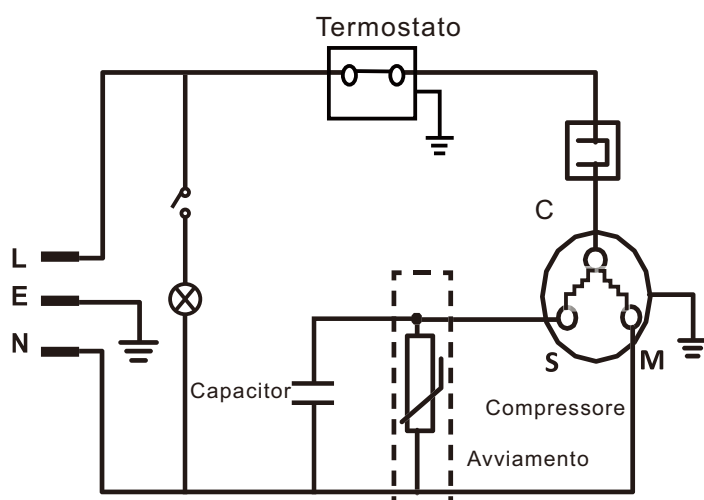 Termostato
C
L
E
N
S
M
Capacitor
Compressore
Avviamento